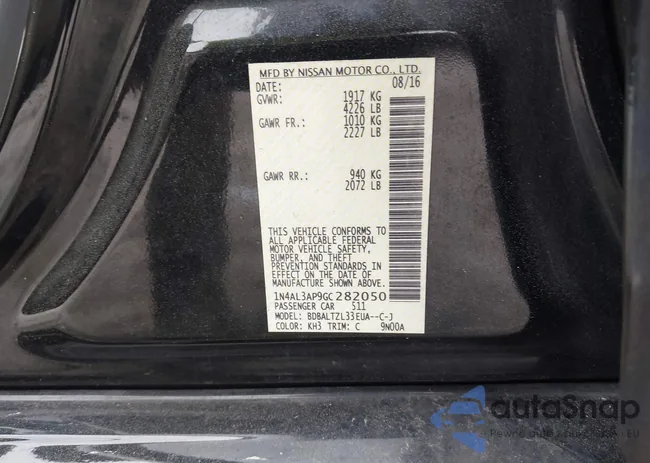 MFD BY NISSAN MOTOR CO., LTD.
DATE: 08/16
GVWR: 1917 KG
4226 LB
GAWR FR.: 1010 KG
2227 LB
GAWR RR.: 940 KG
2072 LB
THIS VEHICLE CONFORMS TO
ALL APPLICABLE FEDERAL
MOTOR VEHICLE SAFETY,
BUMPER, AND THEFT
PREVENTION STANDARDS IN
EFFECT ON THE DATE OF
MANUFACTURE SHOWN ABOVE.
1N4AL3AP9GC282050
PASSENGER CAR 511
MODEL: BDBALTZL33EUA--C-J
COLOR: KH3 TRIM: C 9N00A
autoSnap
EU